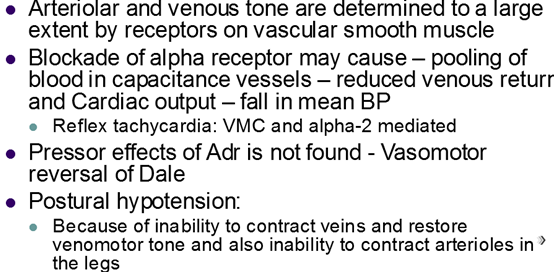 Arteriolar and venous tone are determined to a large
extent by receptors on vascular smooth muscle
Blockade of alpha receptor may cause – pooling of
blood in capacitance vessels – reduced venous return
and Cardiac output – fall in mean BP
Reflex tachycardia: VMC and alpha-2 mediated
Pressor effects of Adr is not found - Vasomotor
reversal of Dale
Postural hypotension:
Because of inability to contract veins and restore
venomotor tone and also inability to contract arterioles in
the legs